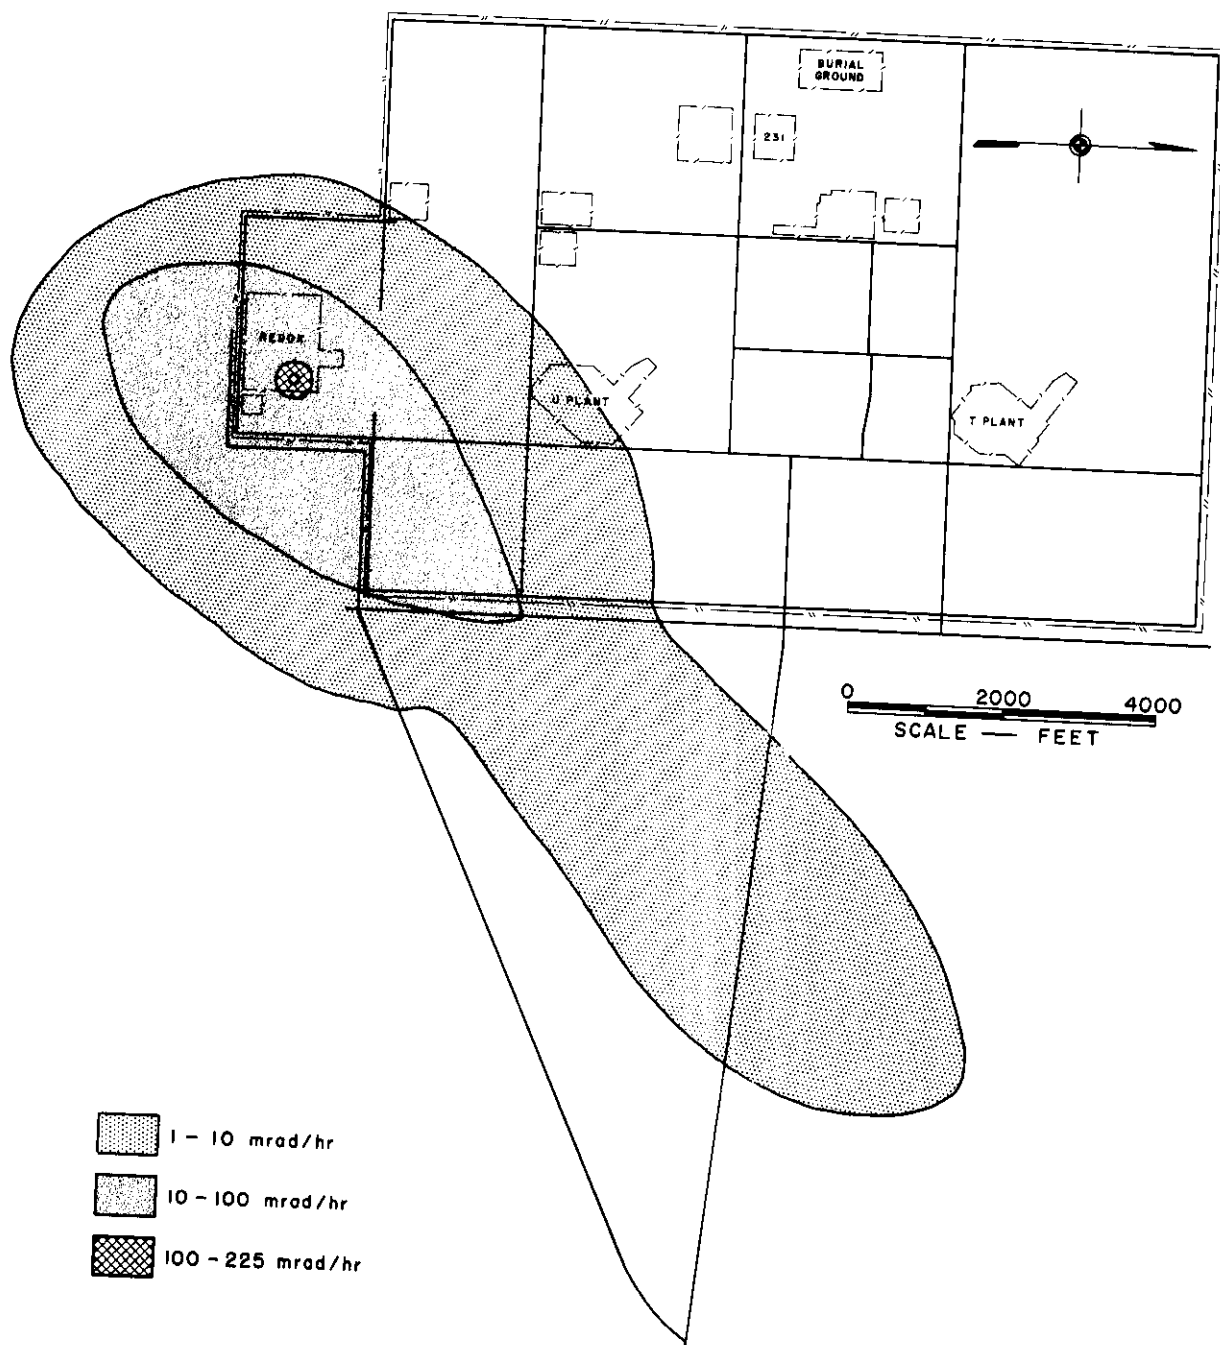 BURIAL
GROUND
231
REDOX
U PLANT
T PLANT
0 2000 4000
SCALE — FEET
1 - 10 mrad/hr
10 - 100 mrad/hr
100 - 225 mrad/hr